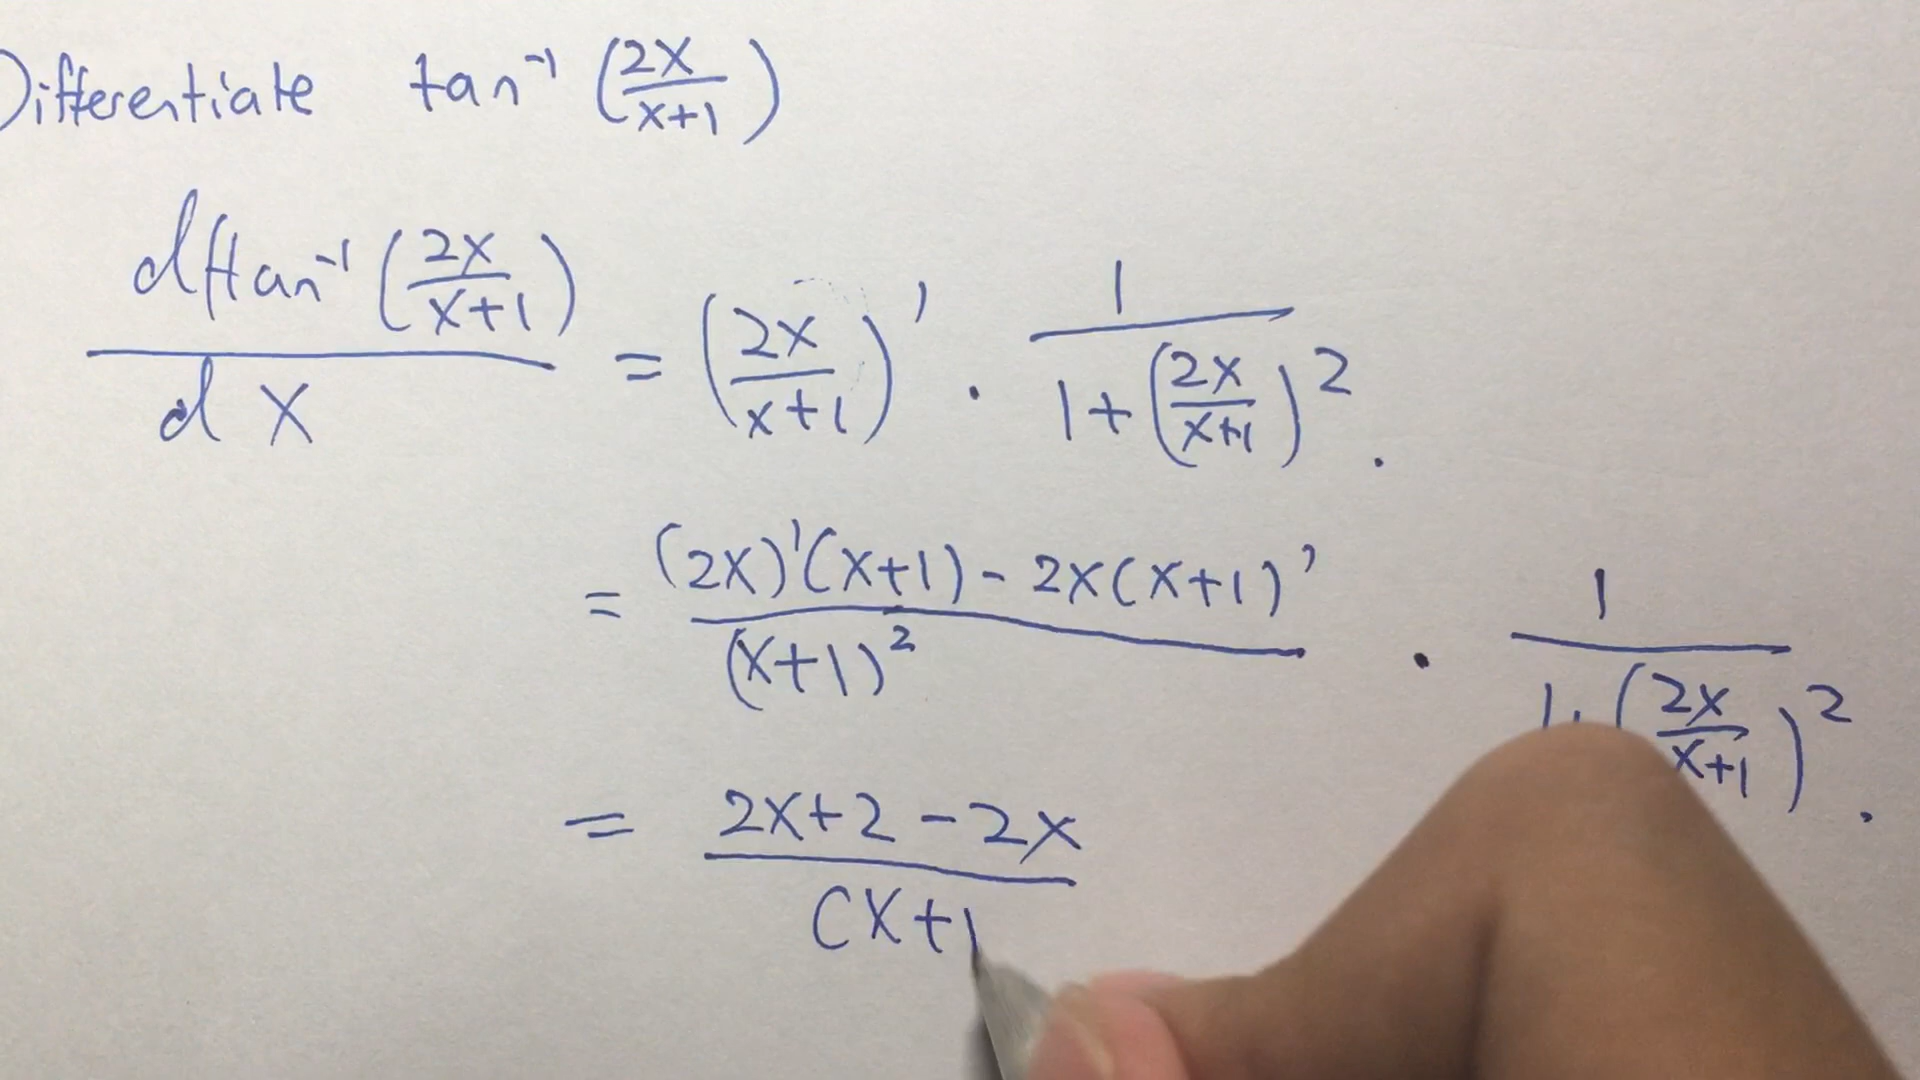 Differentiate tan⁻¹ (2x/(x+1))
d(tan⁻¹ (2x/(x+1)) / dx = (2x/(x+1))' · 1/(1+(2x/(x+1))²).
= ((2x)'(x+1) - 2x(x+1)')/(x+1)² · 1/(1+(2x/(x+1))²).
= (2x+2-2x)/(x+1